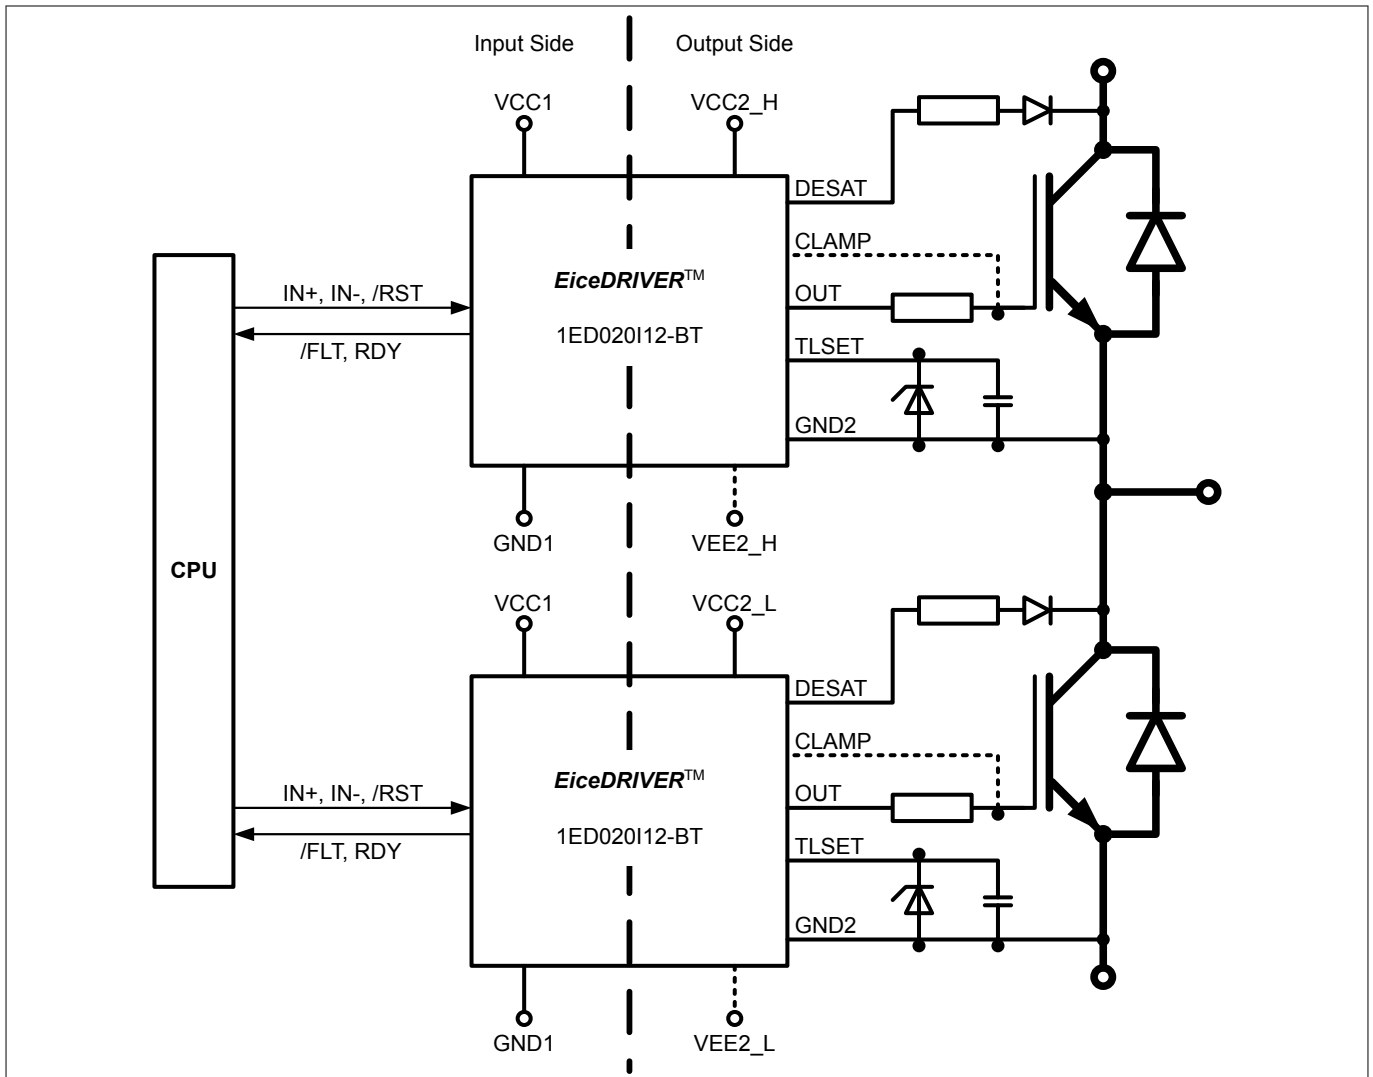 Input Side
Output Side
VCC1
VCC2_H
DESAT
CLAMP
EiceDRIVER™
IN+, IN-, /RST
OUT
1ED020I12-BT
/FLT, RDY
TLSET
GND2
GND1
VEE2_H
CPU
VCC1
VCC2_L
DESAT
CLAMP
EiceDRIVER™
IN+, IN-, /RST
OUT
1ED020I12-BT
/FLT, RDY
TLSET
GND2
GND1
VEE2_L